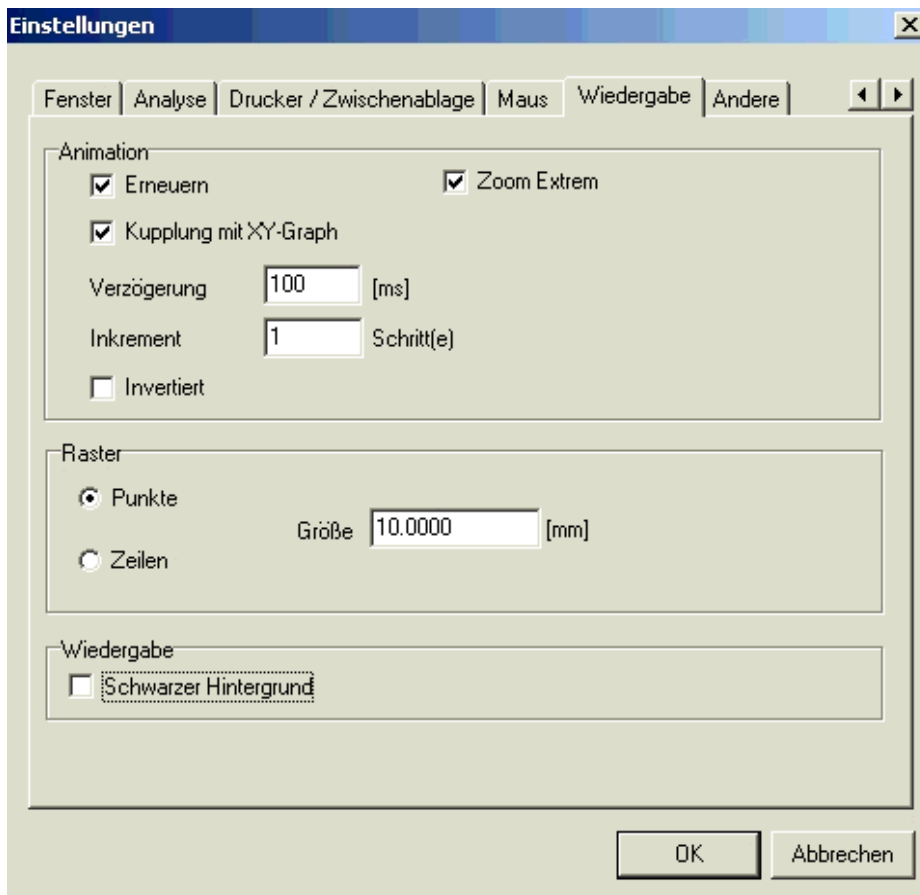 Einstellungen
Fenster Analyse Drucker / Zwischenablage Maus Wiedergabe Andere
Animation
Erneuern Zoom Extrem
Kupplung mit XY-Graph
Verzögerung 100 [ms]
Inkrement 1 Schritt(e)
Invertiert
Raster
Punkte
Größe 10.0000 [mm]
Zeilen
Wiedergabe
Schwarzer Hintergrund
OK Abbrechen